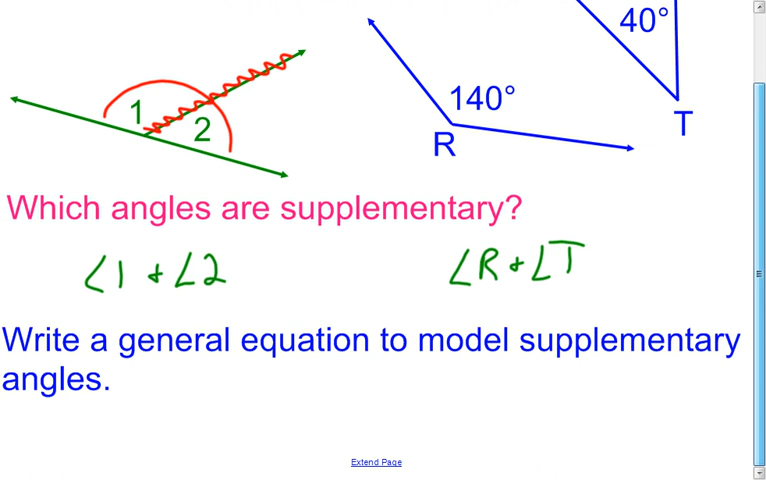 40°
140°
1
2
T
R
Which angles are supplementary?
∠1 + ∠2 ∠R + ∠T
Write a general equation to model supplementary
angles.
Extend Page